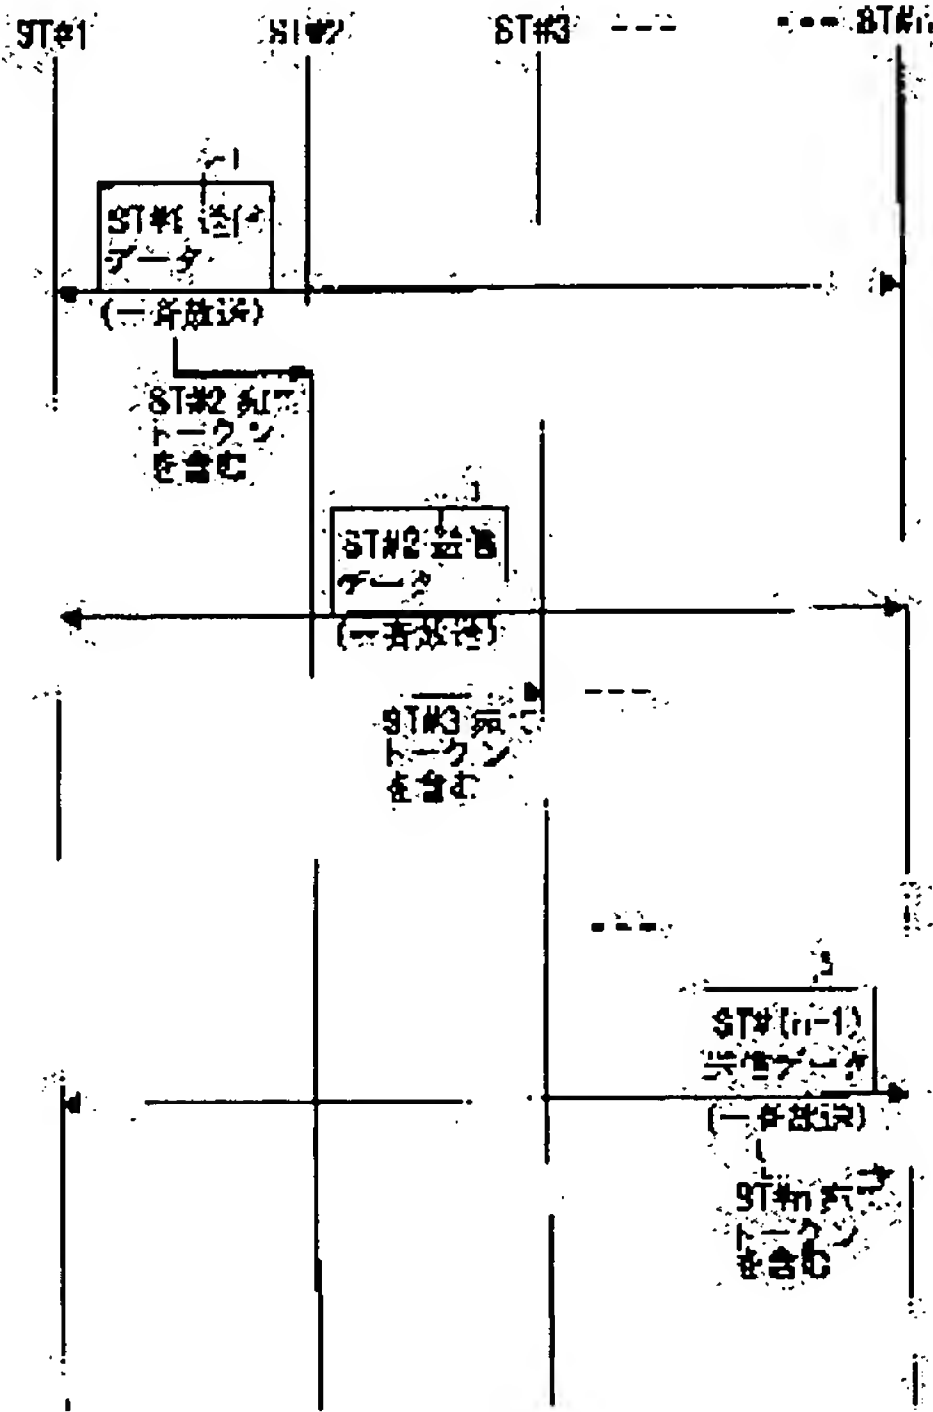 ST#1 ST#2 ST#3 --- --- ST#n
ST#1
データ
(一斉放送)
ST#2 宛て
トークン
を含む
ST#2 送信
データ
(一斉放送)
ST#3 宛て
トークン
を含む
ST#(n-1)
送信データ
(一斉放送)
ST#n 宛て
トークン
を含む